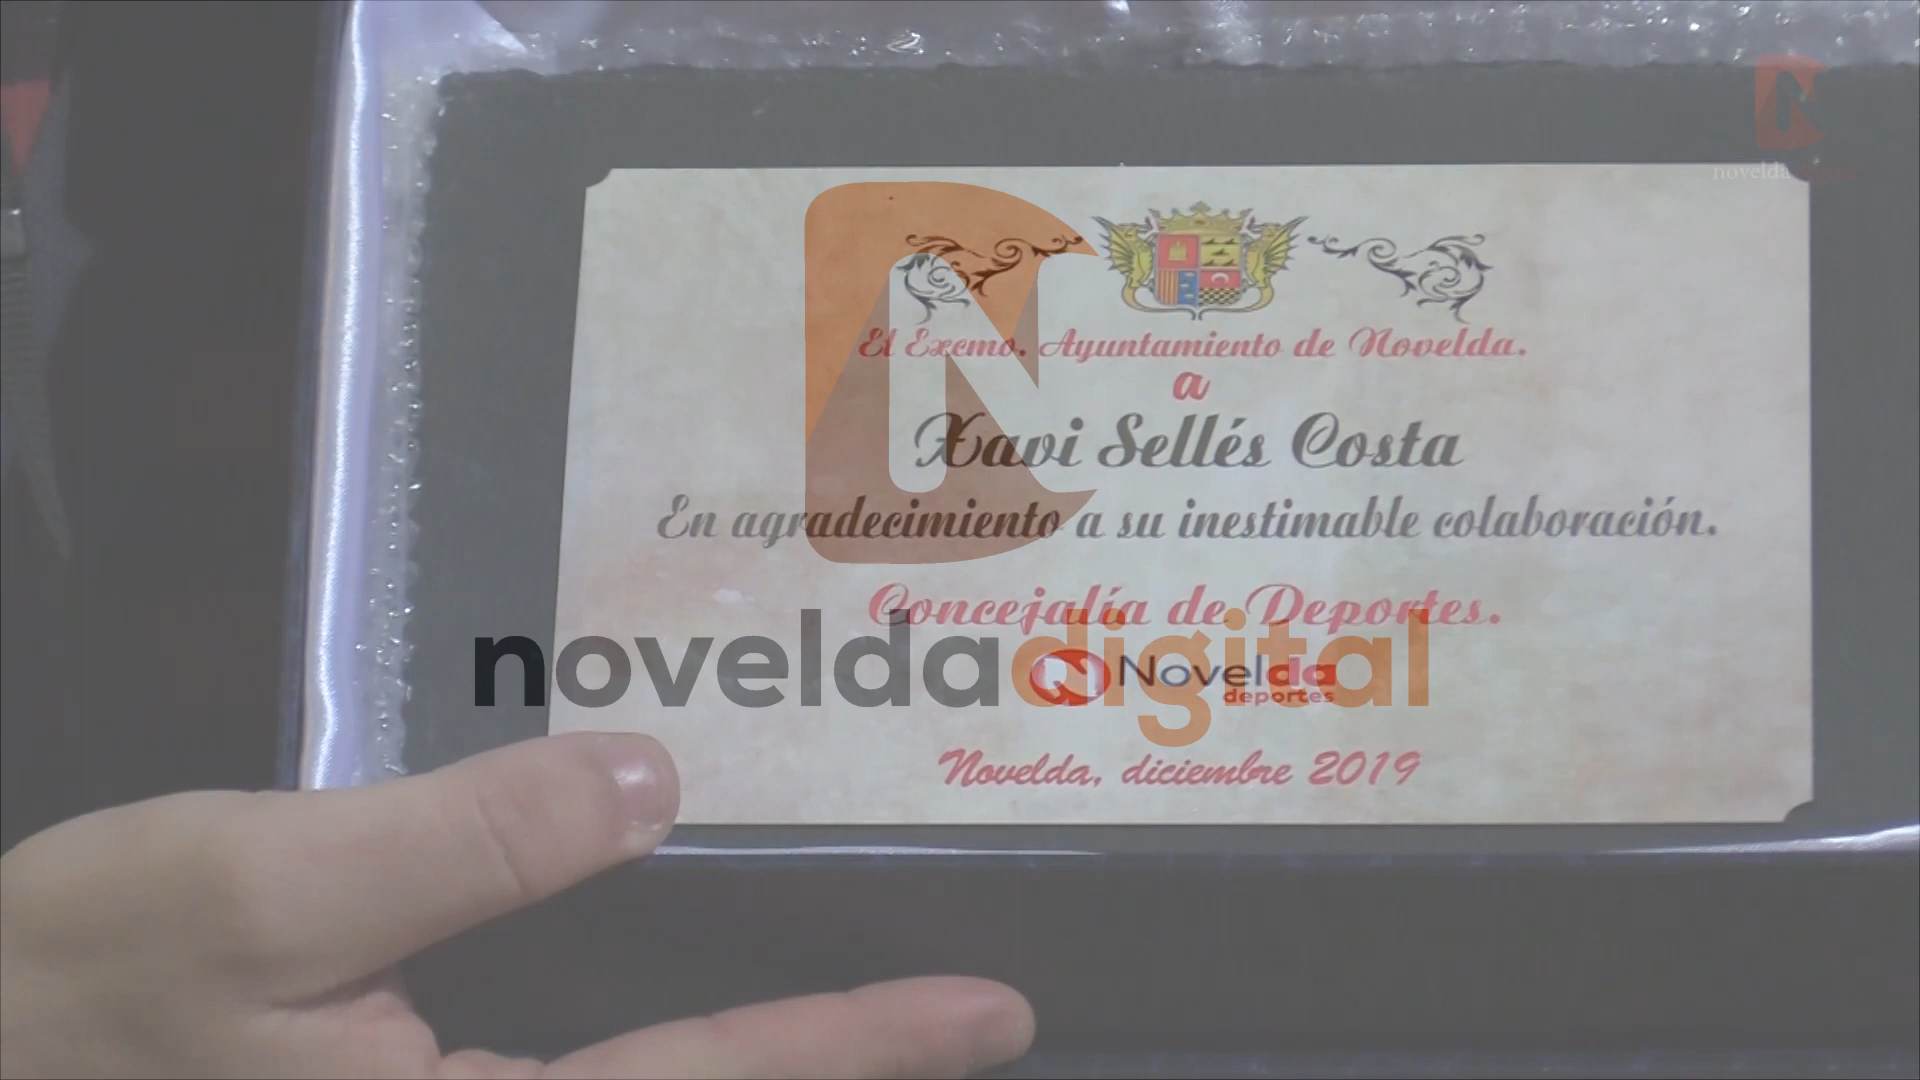 novelda
El Excmo. Ayuntamiento de Novelda.
a
Xavi Sellés Costa
En agradecimiento a su inestimable colaboración.
Concejalía de Deportes.
noveldadigital
Novelda
deportes
Novelda, diciembre 2019